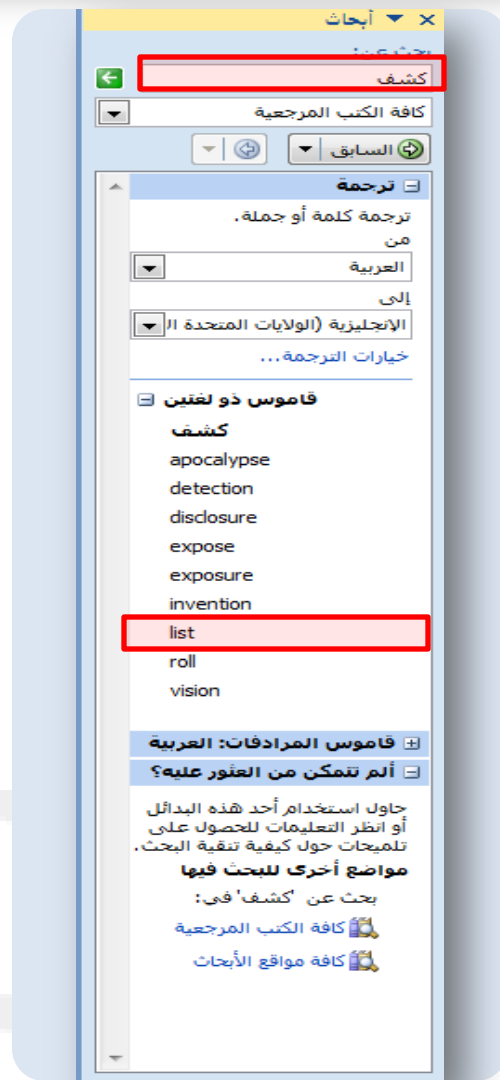 أبحاث
بحث عن:
كشف
كافة الكتب المرجعية
السابق
ترجمة
ترجمة كلمة أو جملة.
من
العربية
إلى
الإنجليزية (الولايات المتحدة ال
خيارات الترجمة...
قاموس ذو لغتين
كشف
apocalypse
detection
disclosure
expose
exposure
invention
list
roll
vision
قاموس المرادفات: العربية
ألم تتمكن من العثور عليه؟
حاول استخدام أحد هذه البدائل
أو انظر التعليمات للحصول على
تلميحات حول كيفية تنقية البحث.
مواضع أخرى للبحث فيها
بحث عن 'كشف' في:
كافة الكتب المرجعية
كافة مواقع الأبحاث